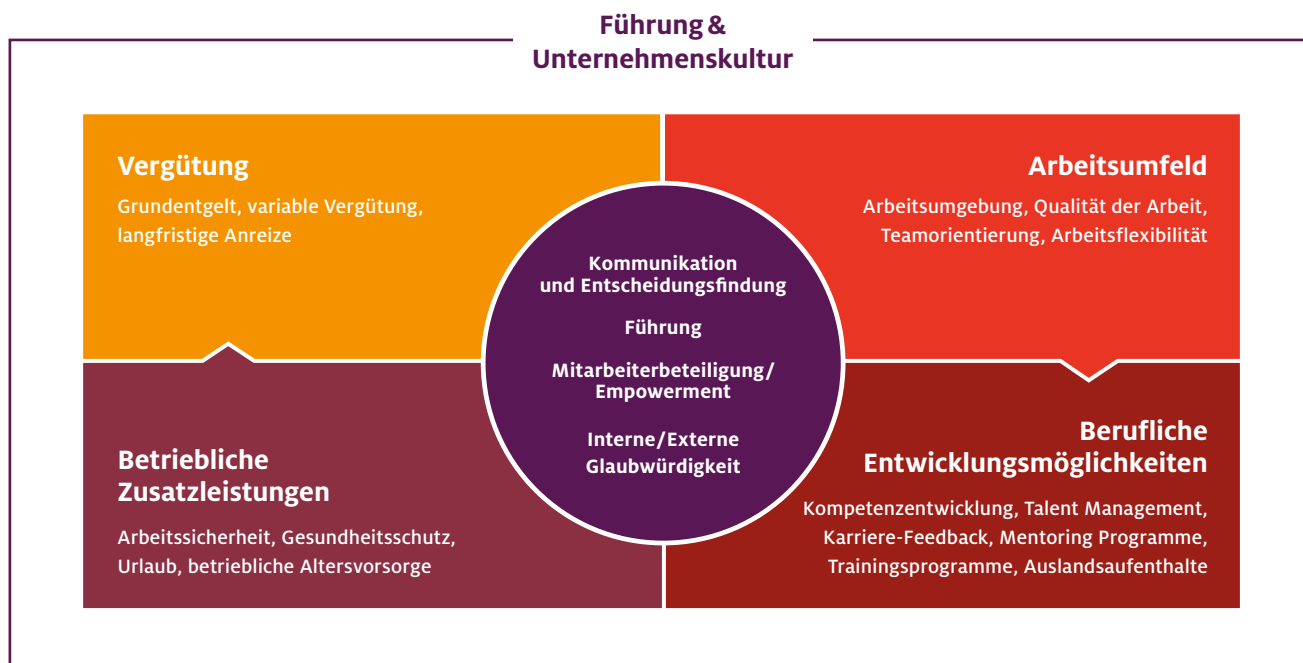 Führung &
Unternehmenskultur
Vergütung
Grundentgelt, variable Vergütung,
langfristige Anreize
Arbeitsumfeld
Arbeitsumgebung, Qualität der Arbeit,
Teamorientierung, Arbeitsflexibilität
Kommunikation
und Entscheidungsfindung
Führung
Mitarbeiterbeteiligung/
Empowerment
Interne/Externe
Glaubwürdigkeit
Betriebliche
Zusatzleistungen
Arbeitssicherheit, Gesundheitsschutz,
Urlaub, betriebliche Altersvorsorge
Berufliche
Entwicklungsmöglichkeiten
Kompetenzentwicklung, Talent Management,
Karriere-Feedback, Mentoring Programme,
Trainingsprogramme, Auslandsaufenthalte